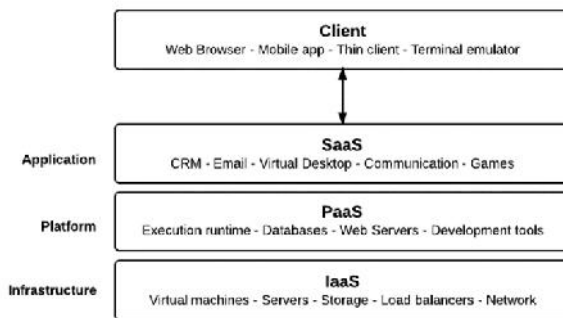 Client
Web Browser - Mobile app - Thin client - Terminal emulator
SaaS
Application
CRM - Email - Virtual Desktop - Communication - Games
PaaS
Platform
Execution runtime - Databases - Web Servers - Development tools
IaaS
Infrastructure
Virtual machines - Servers - Storage - Load balancers - Network